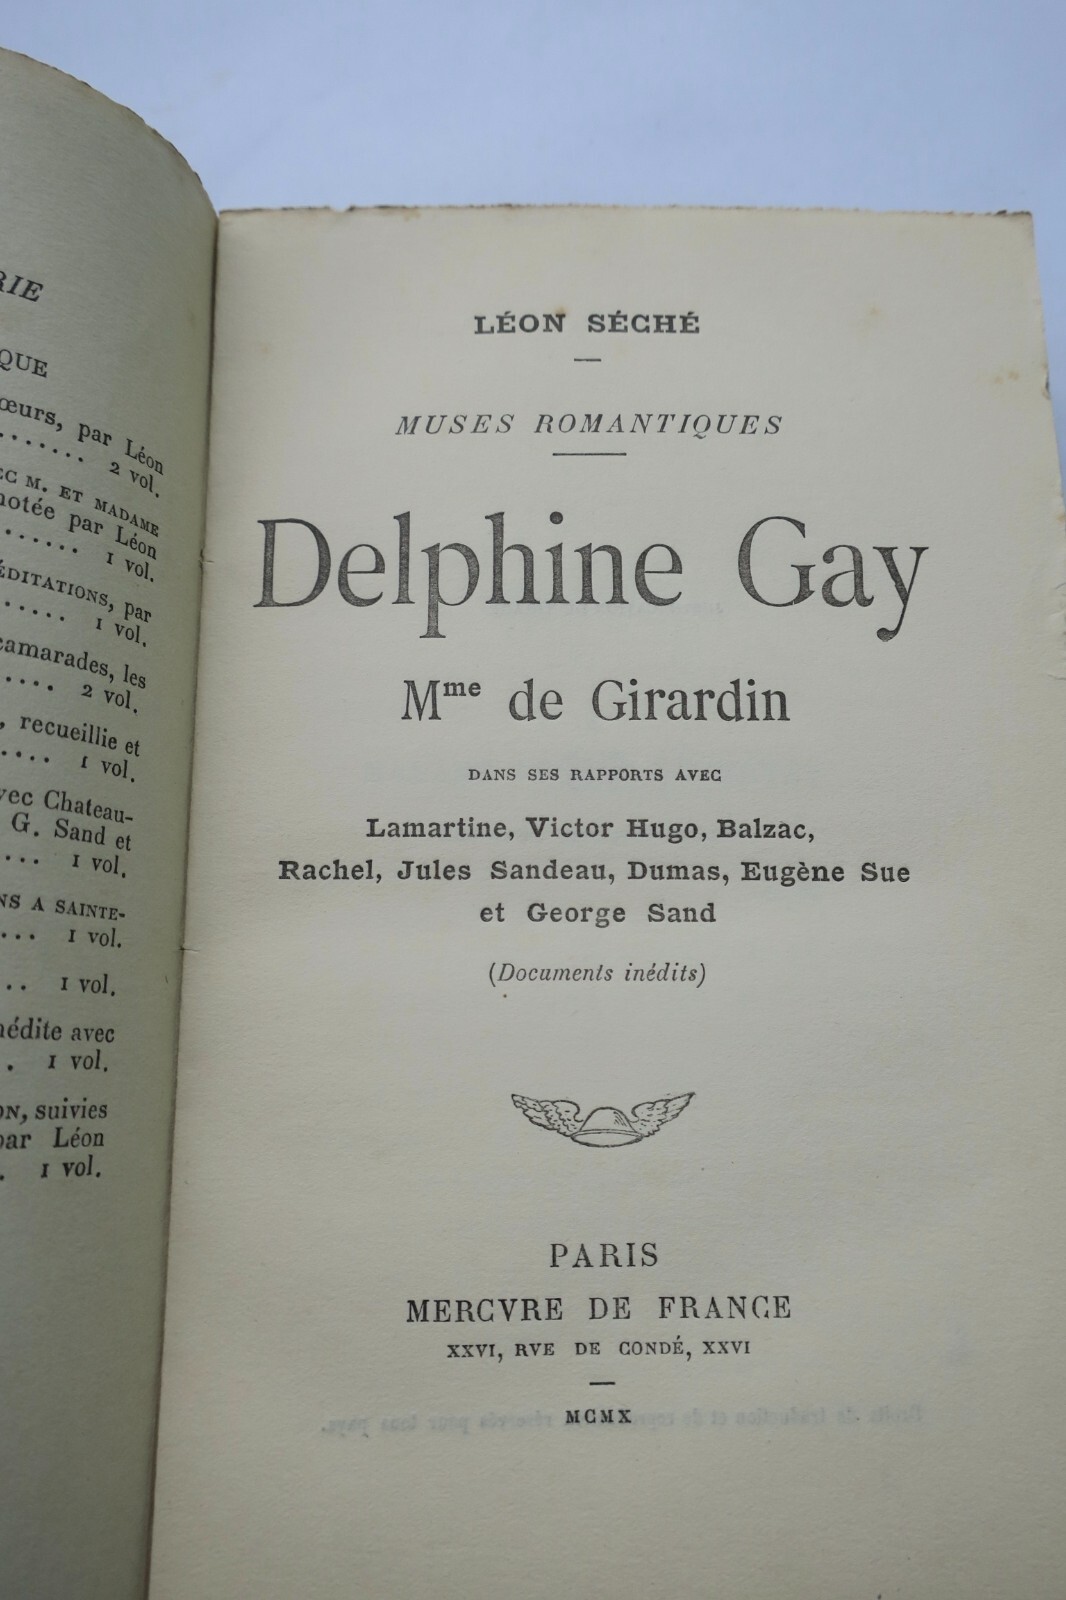 RIE
QUE
œurs, par Léon
2 vol.
EC M. ET MADAME
notée par Léon
1 vol.
ÉDITATIONS, par
1 vol.
camarades, les
2 vol.
, recueillie et
1 vol.
vec Chateau-
G. Sand et
1 vol.
NS A SAINTE-
1 vol.
1 vol.
nédite avec
1 vol.
ON, suivies
par Léon
1 vol.
LÉON SÉCHÉ
MUSES ROMANTIQUES
Delphine Gay
Mme de Girardin
DANS SES RAPPORTS AVEC
Lamartine, Victor Hugo, Balzac,
Rachel, Jules Sandeau, Dumas, Eugène Sue
et George Sand
(Documents inédits)
PARIS
MERCVRE DE FRANCE
XXVI, RVE DE CONDÉ, XXVI
MCMX